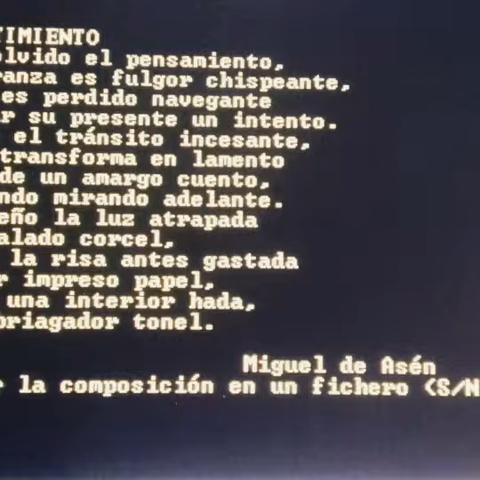 TIMIENTO
olvido el pensamiento,
ranza es fulgor chispeante,
es perdido navegante
r su presente un intento.
el tránsito incesante,
transforma en lamento
de un amargo cuento,
ndo mirando adelante.
eño la luz atrapada
alado corcel,
la risa antes gastada
r impreso papel,
una interior hada,
briagador tonel.
Miguel de Asén
la composición en un fichero (S/N